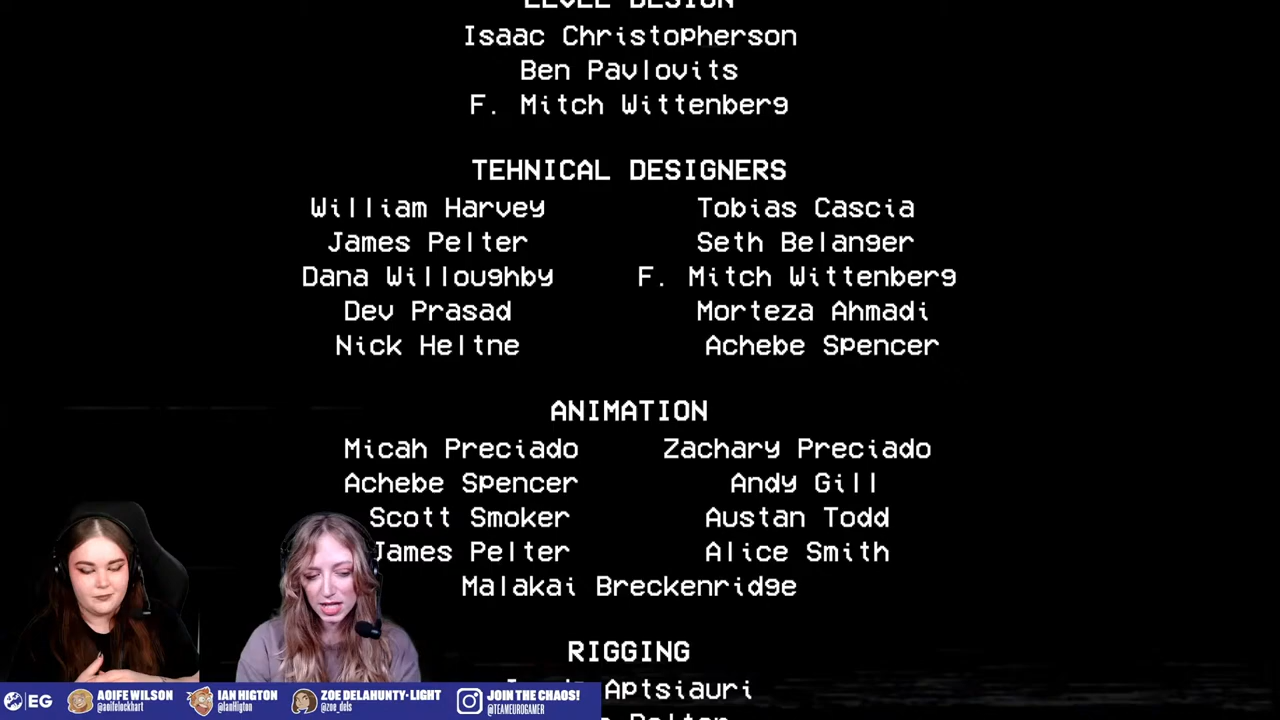 LEVEL DESIGN
Isaac Christopherson
Ben Pavlovits
F. Mitch Wittenberg
TEHNICAL DESIGNERS
William Harvey Tobias Cascia
James Pelter Seth Belanger
Dana Willoughby F. Mitch Wittenberg
Dev Prasad Morteza Ahmadi
Nick Heltne Achebe Spencer
ANIMATION
Micah Preciado Zachary Preciado
Achebe Spencer Andy Gill
Scott Smoker Austan Todd
James Pelter Alice Smith
Malakai Breckenridge
RIGGING
Aptsiauri
EG
AOIFE WILSON
@aoifelockhart
IAN HIGTON
@IanHigton
ZOE DELAHUNTY-LIGHT
@zoe_dels
JOIN THE CHAOS!
@TEAMEUROGAMER